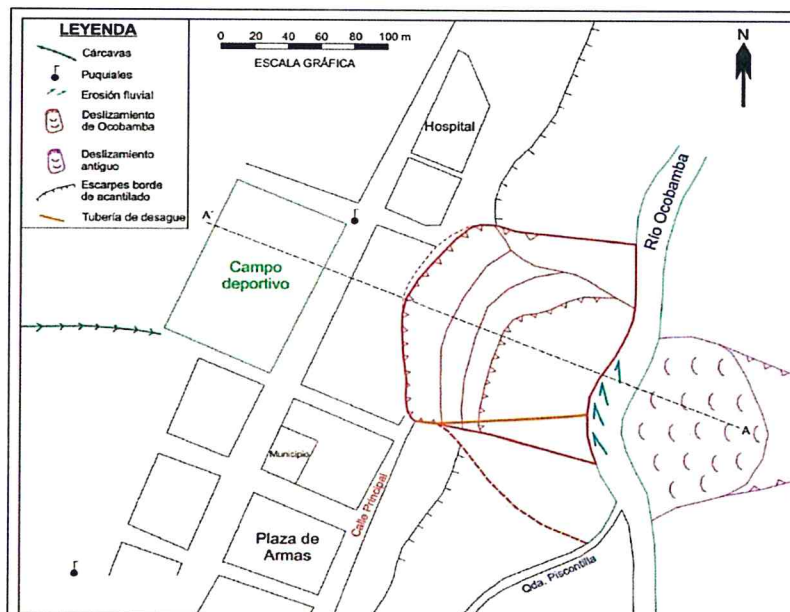 LEYENDA
Cárcavas
Puquiales
Erosión fluvial
Deslizamiento
de Ocobamba
Deslizamiento
antiguo
Escarpes borde
de acantilado
Tubería de desague
0 20 40 60 80 100 m
ESCALA GRÁFICA
N
Hospital
Río Ocobamba
A'
Campo
deportivo
A
Municipio
Calle Principal
Plaza de
Armas
Qda. Piscontilla